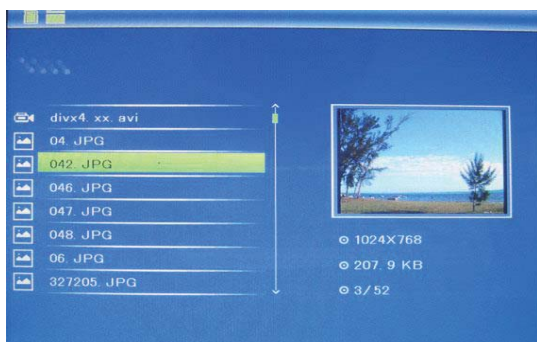 divx4. xx. avi
04. JPG
042. JPG
046. JPG
047. JPG
048. JPG
06. JPG
327205. JPG
1024X768
207. 9 KB
3/52